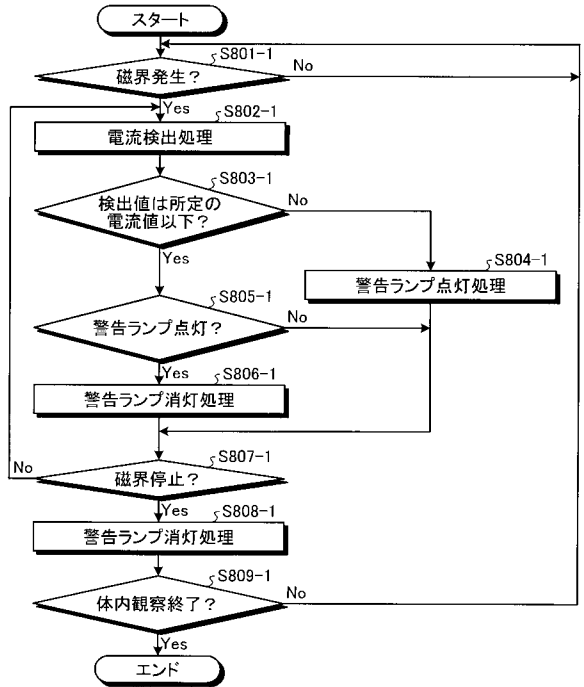 スタート
S801-1
磁界発生?
No
Yes
S802-1
電流検出処理
S803-1
検出値は所定の
電流値以下?
No
Yes
S804-1
警告ランプ点灯処理
S805-1
警告ランプ点灯?
No
Yes
S806-1
警告ランプ消灯処理
S807-1
磁界停止?
No
Yes
S808-1
警告ランプ消灯処理
S809-1
体内観察終了?
No
Yes
エンド